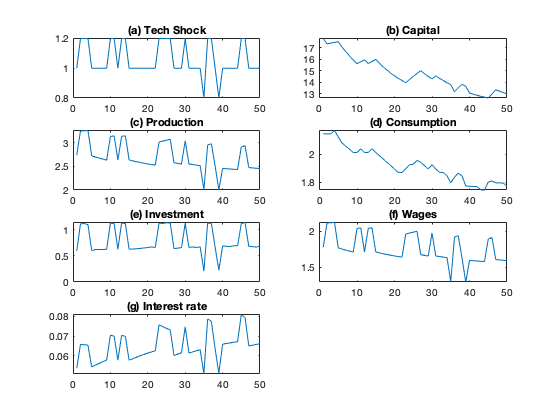 (a) Tech Shock
1.2
1
0.8
0 10 20 30 40 50
(b) Capital
17
16
15
14
13
0 10 20 30 40 50
(c) Production
3
2.5
2
0 10 20 30 40 50
(d) Consumption
2
1.8
0 10 20 30 40 50
(e) Investment
1
0.5
0
0 10 20 30 40 50
(f) Wages
2
1.5
0 10 20 30 40 50
(g) Interest rate
0.08
0.07
0.06
0 10 20 30 40 50